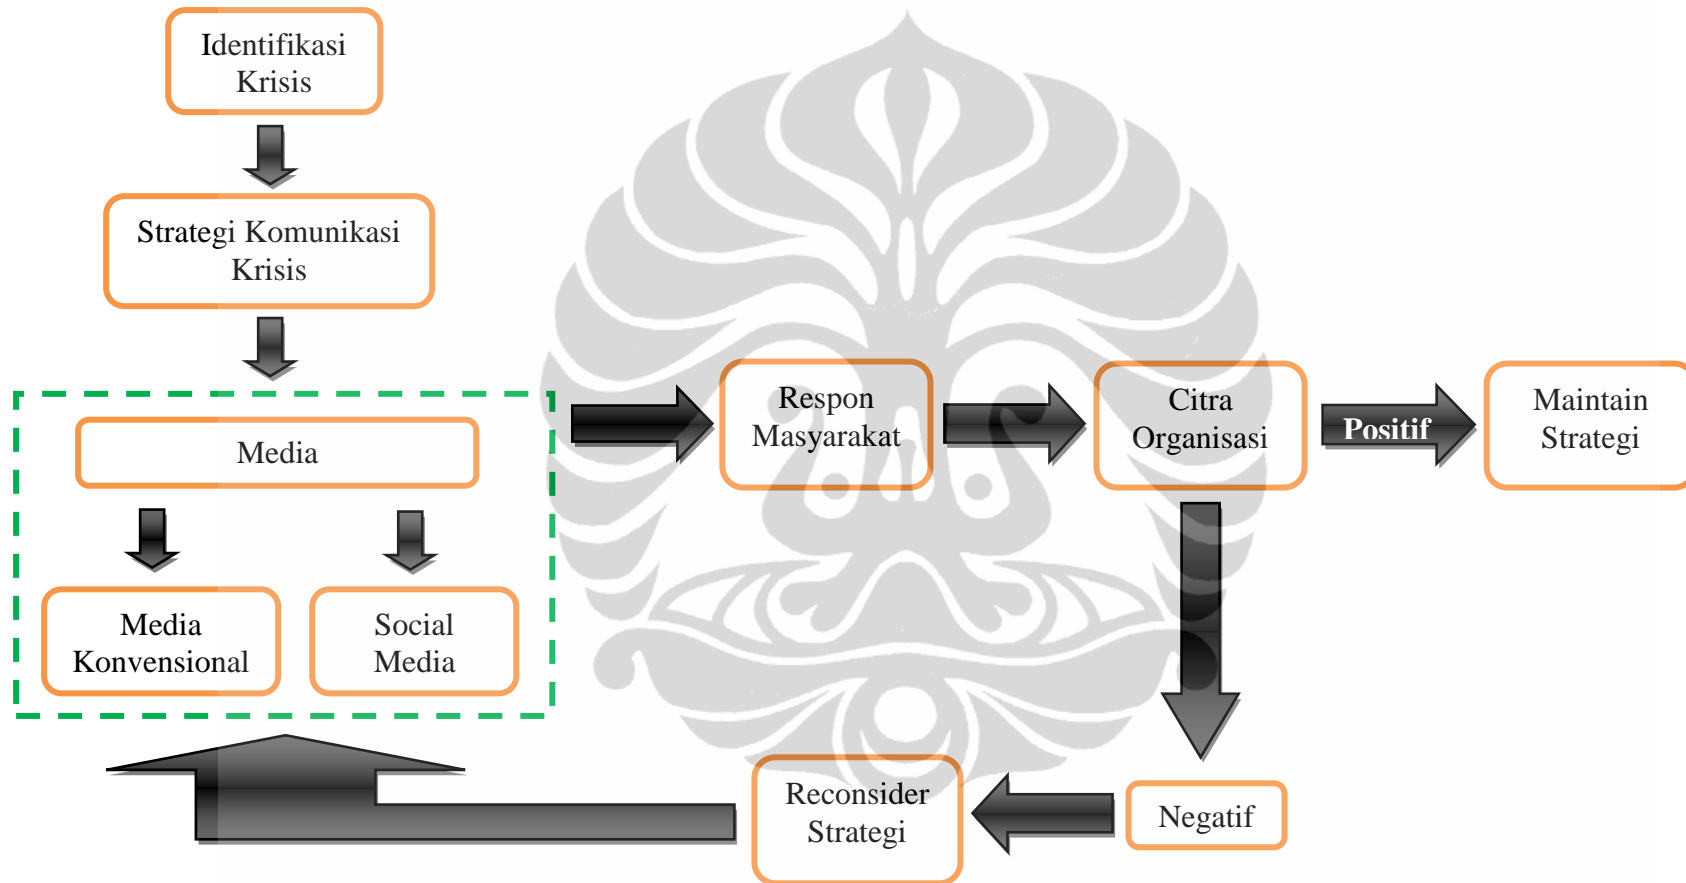 Identifikasi
Krisis
Strategi Komunikasi
Krisis
Media
Media
Konvensional
Social
Media
Respon
Masyarakat
Citra
Organisasi
Positif
Maintain
Strategi
Negatif
Reconsider
Strategi